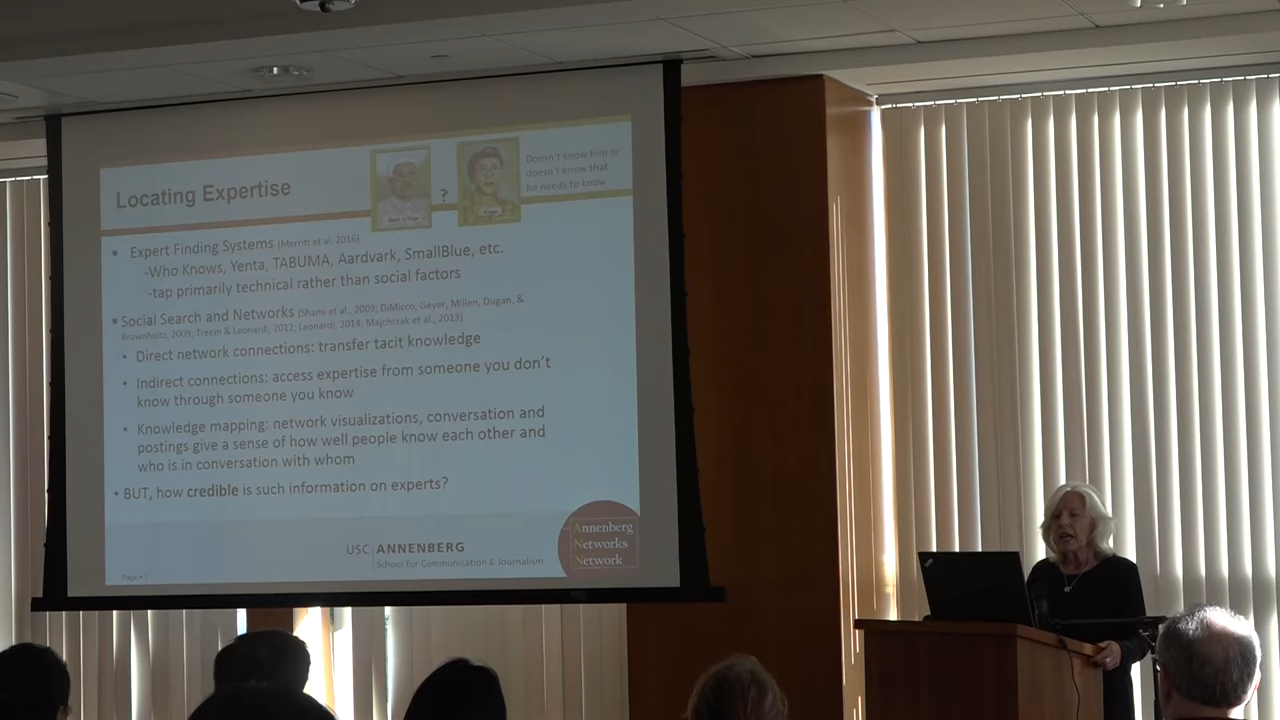 Locating Expertise
?
Doesn't know him or
doesn't know that
he needs to know
▪ Expert Finding Systems (Merritt et al. 2016)
-Who Knows, Yenta, TABUMA, Aardvark, SmallBlue, etc.
-tap primarily technical rather than social factors
▪ Social Search and Networks (Shami et al., 2009; DiMicco, Geyer, Millen, Dugan, &
Brownholtz, 2009; Treem & Leonardi, 2012; Leonardi, 2014; Majchrzak et al., 2013)
• Direct network connections: transfer tacit knowledge
• Indirect connections: access expertise from someone you don't
know through someone you know
• Knowledge mapping: network visualizations, conversation and
postings give a sense of how well people know each other and
who is in conversation with whom
• BUT, how credible is such information on experts?
USC ANNENBERG
School for Communication & Journalism
Annenberg
Networks
Network
Page ▪ 7